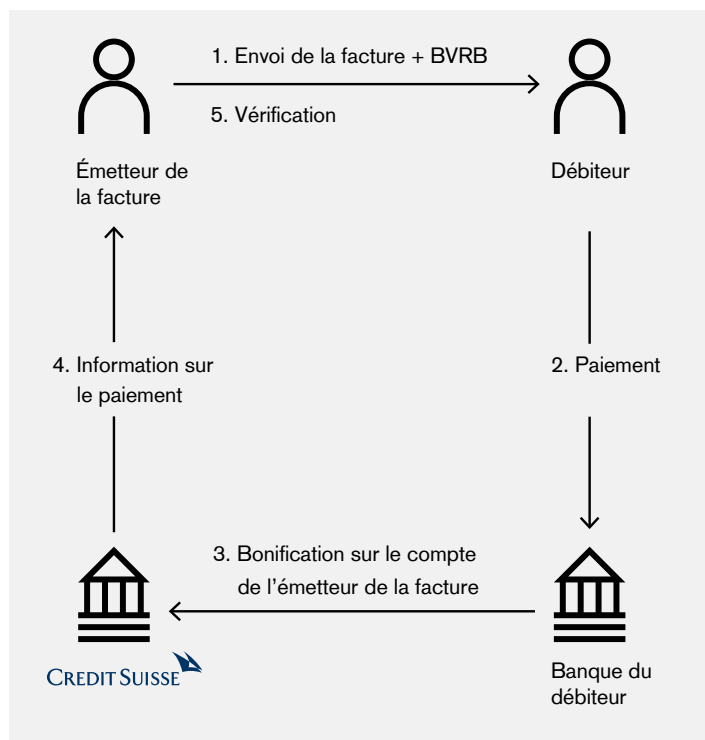 1. Envoi de la facture + BVRB
5. Vérification
Émetteur de
la facture
Débiteur
4. Information sur
le paiement
2. Paiement
3. Bonification sur le compte
de l'émetteur de la facture
CREDIT SUISSE
Banque du
débiteur